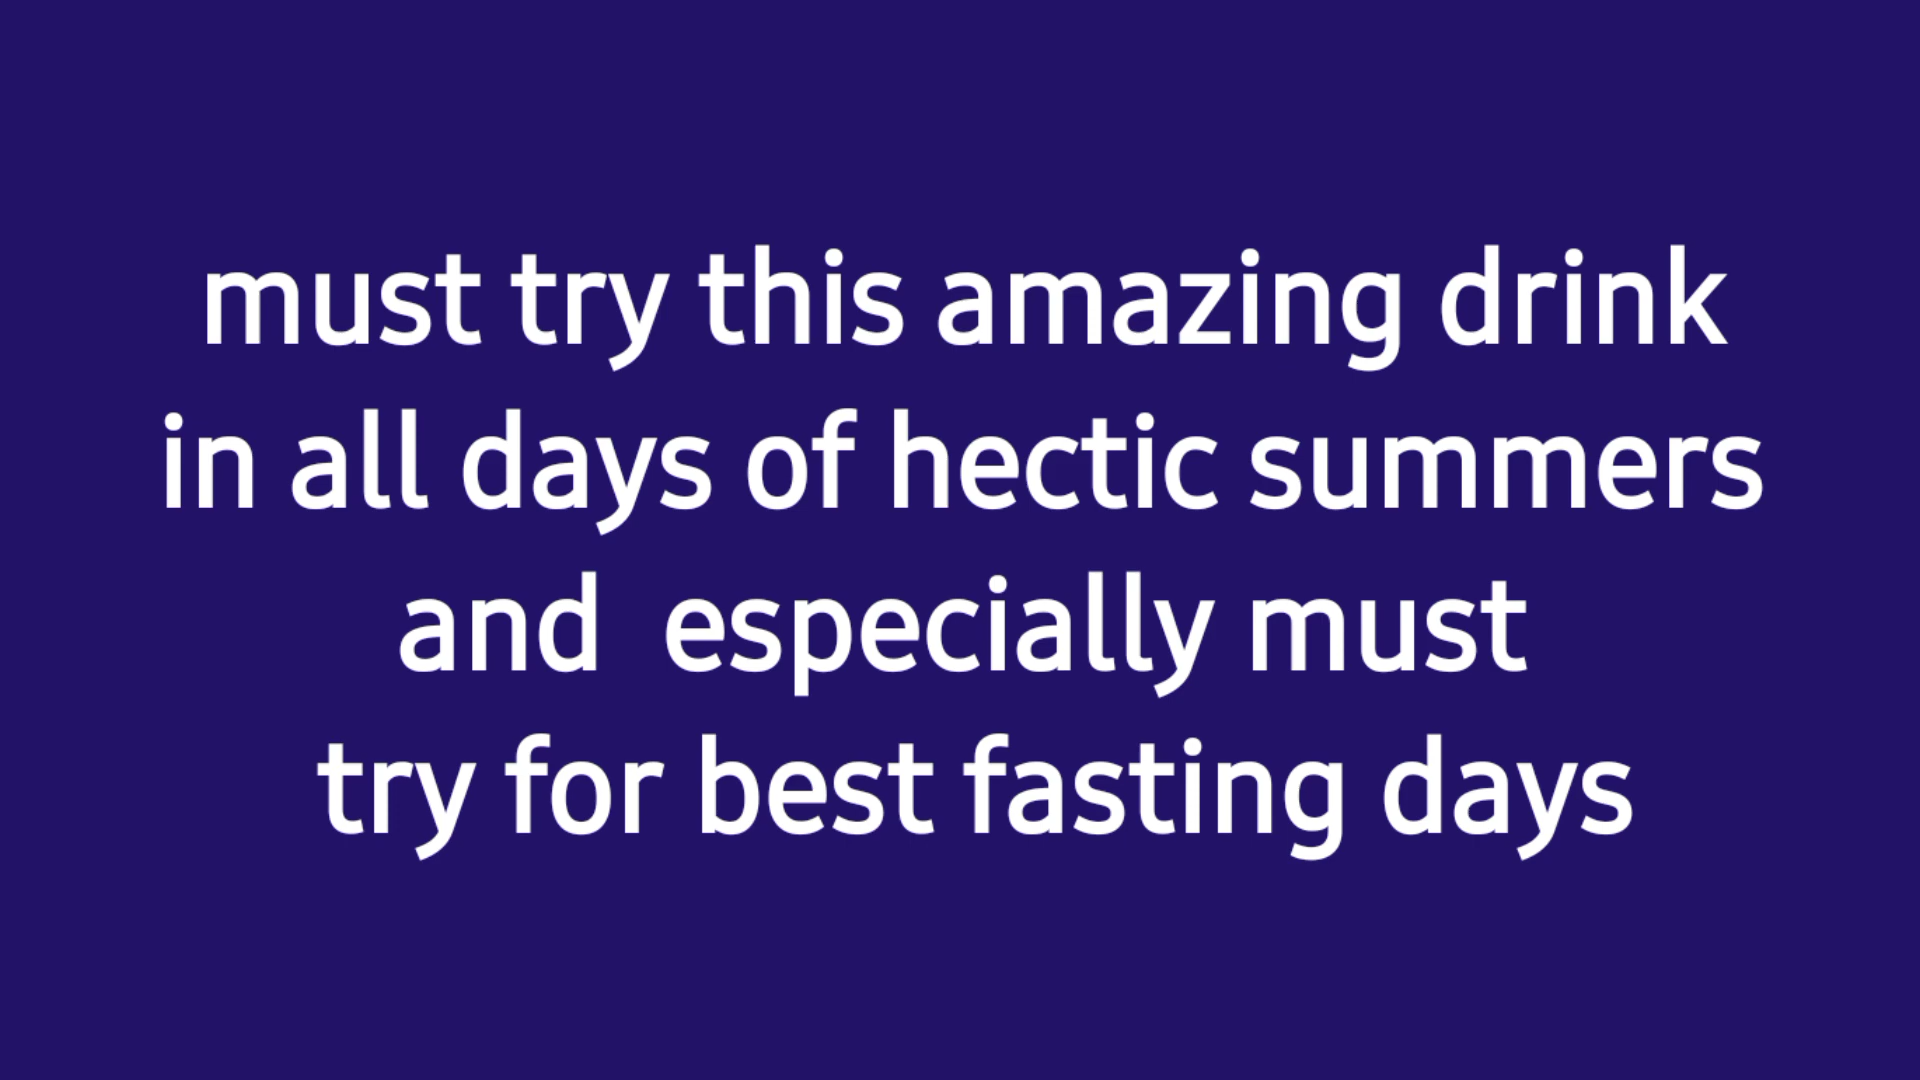 must try this amazing drink
in all days of hectic summers
and  especially must
try for best fasting days